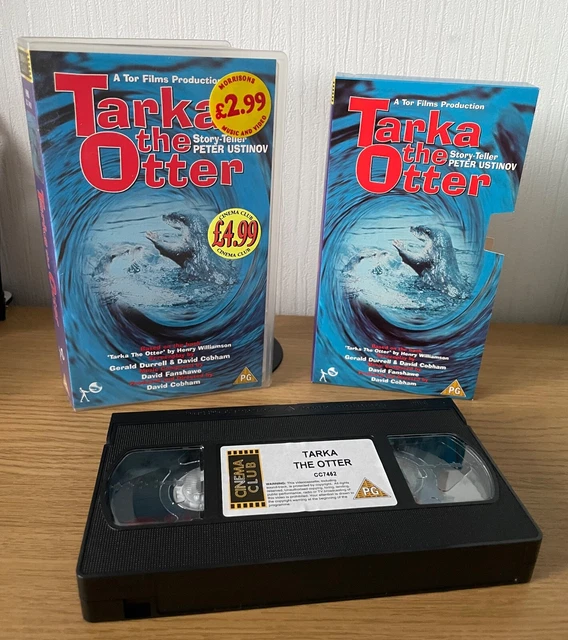 A Tor Films Production
Tarka
the
Otter
Story-Teller
PETER USTINOV
MORRISONS
£2.99
MUSIC AND VIDEO
CINEMA CLUB
£4.99
CINEMA CLUB
'Tarka The Otter' by Henry Williamson
Gerald Durrell & David Cobham
David Fanshawe
David Cobham
PG
A Tor Films Production
Tarka
the
Otter
Story-Teller
PETER USTINOV
'Tarka The Otter' by Henry Williamson
Gerald Durrell & David Cobham
David Fanshawe
David Cobham
PG
CINEMA
CLUB
TARKA
THE OTTER
CC7482
PG